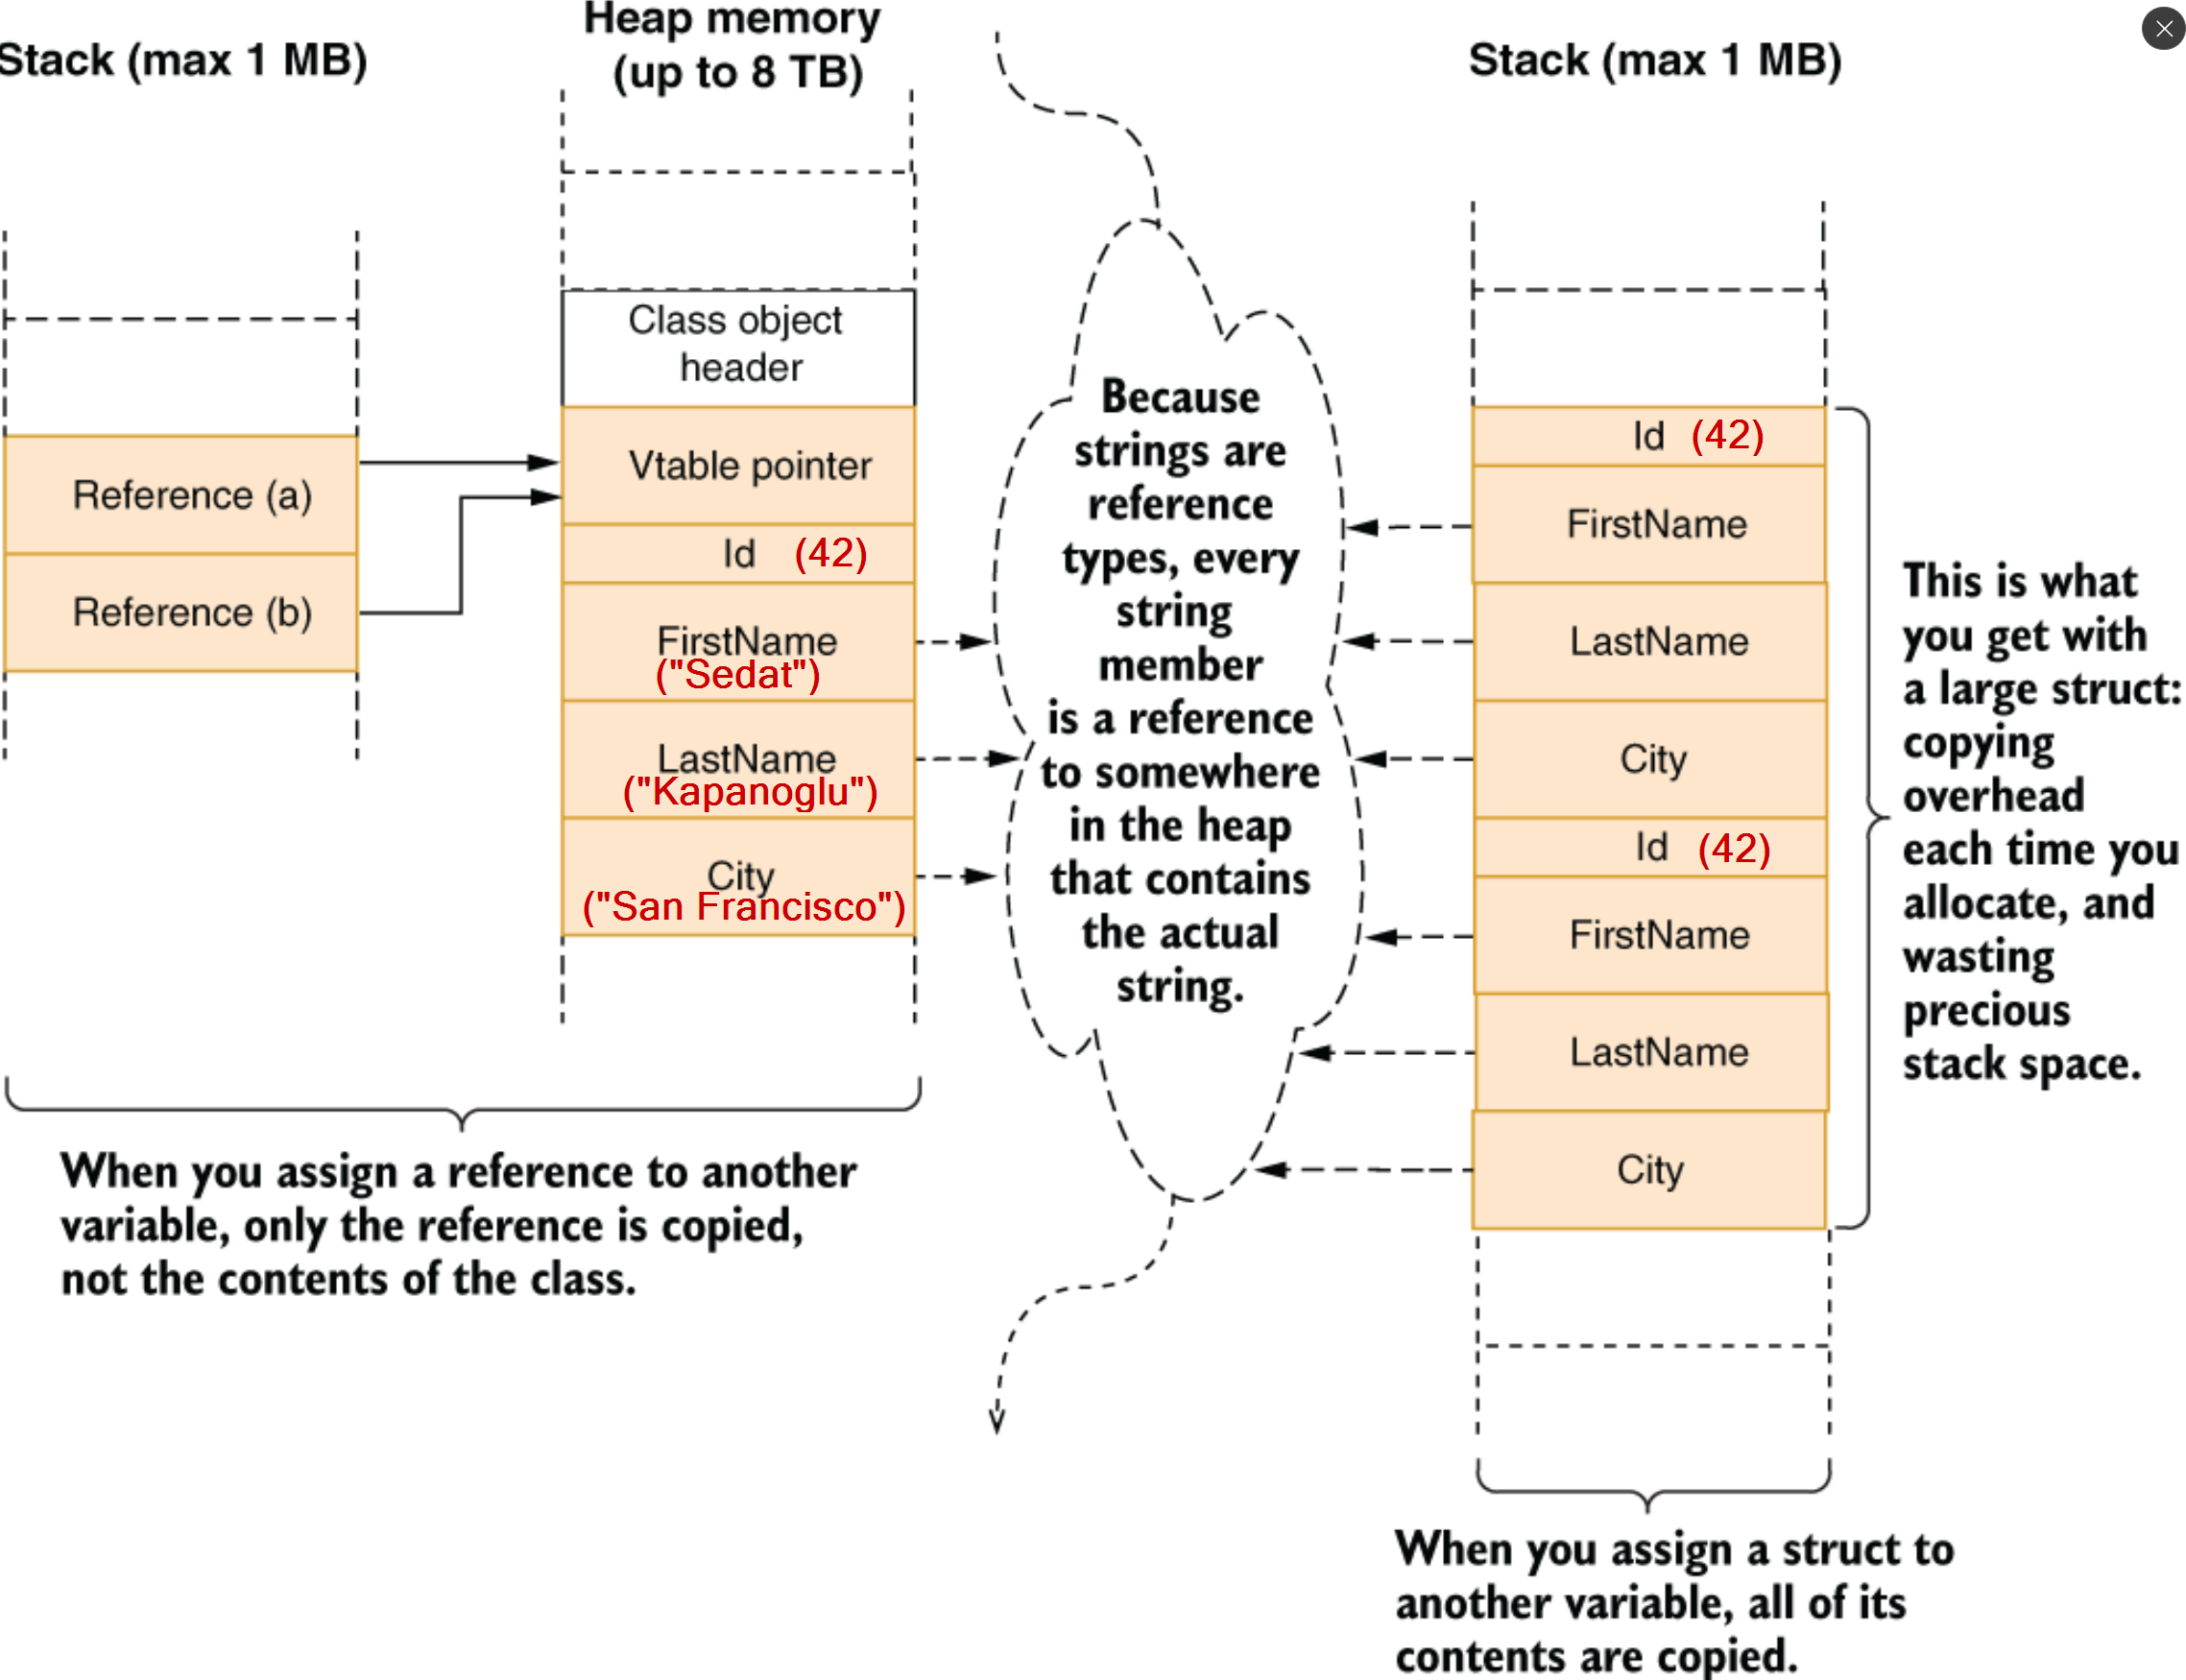 Stack (max 1 MB)
Heap memory
(up to 8 TB)
Class object
header
Vtable pointer
Id (42)
FirstName
("Sedat")
LastName
("Kapanoglu")
City
("San Francisco")
Reference (a)
Reference (b)
When you assign a reference to another
variable, only the reference is copied,
not the contents of the class.
Because
strings are
reference
types, every
string
member
is a reference
to somewhere
in the heap
that contains
the actual
string.
Stack (max 1 MB)
Id (42)
FirstName
LastName
City
Id (42)
FirstName
LastName
City
This is what
you get with
a large struct:
copying
overhead
each time you
allocate, and
wasting
precious
stack space.
When you assign a struct to
another variable, all of its
contents are copied.